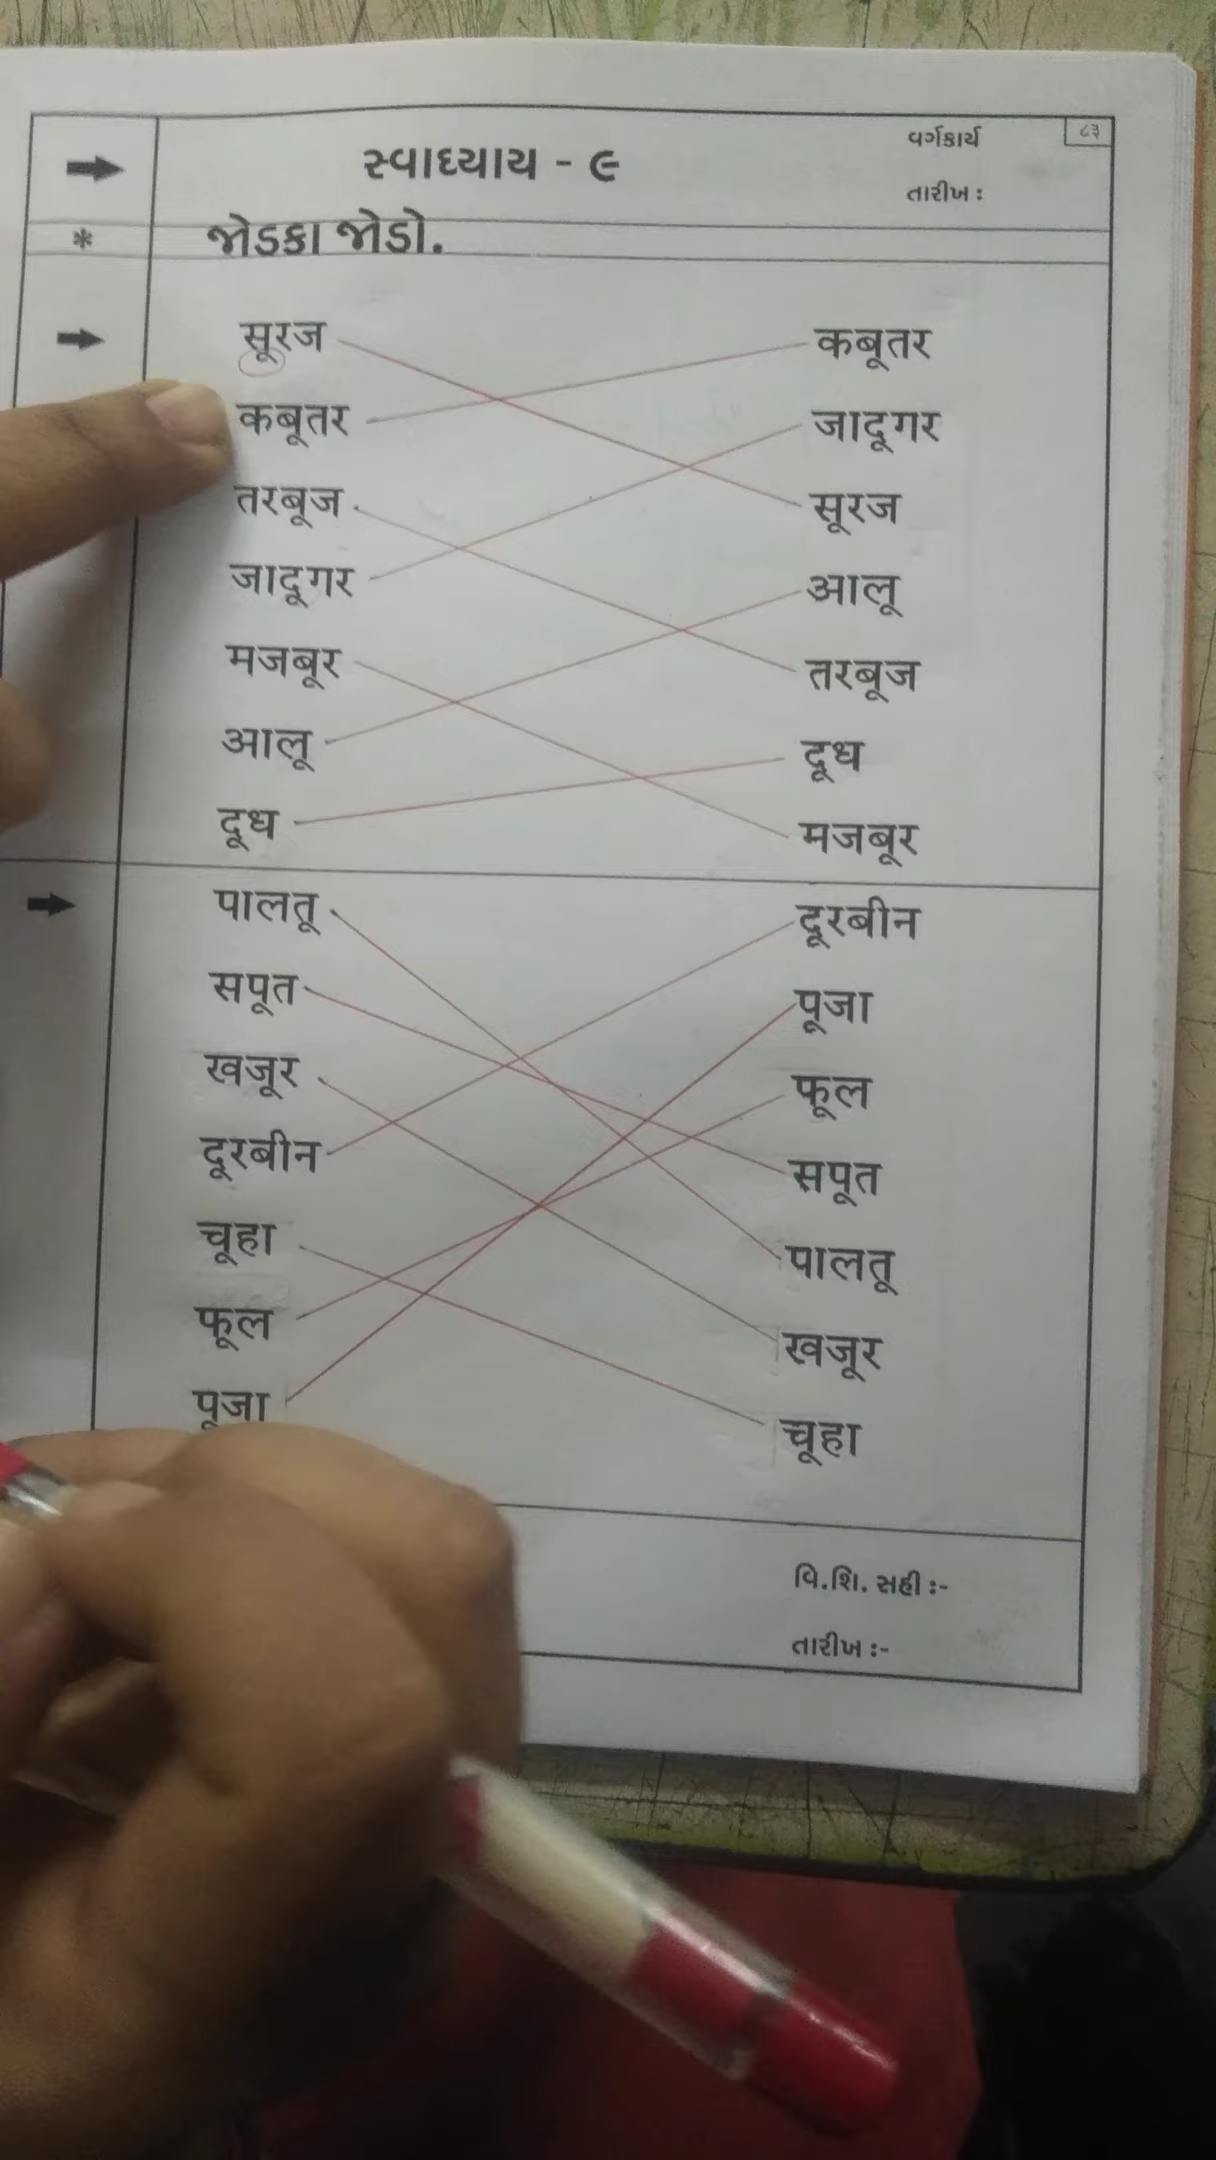 વર્ગકાર્ય ૮૩
સ્વાધ્યાય - ૯
તારીખ :
* જોડકા જોડો.
सूरज कबूतर
कबूतर जादूगर
तरबूज सूरज
जादूगर आलू
मजबूर तरबूज
आलू दूध
दूध मजबूर
पालतू दूरबीन
सपूत पूजा
खजूर फूल
दूरबीन सपूत
चूहा पालतू
फूल खजूर
पूजा चूहा
વિ.શિ. સહી :-
તારીખ :-